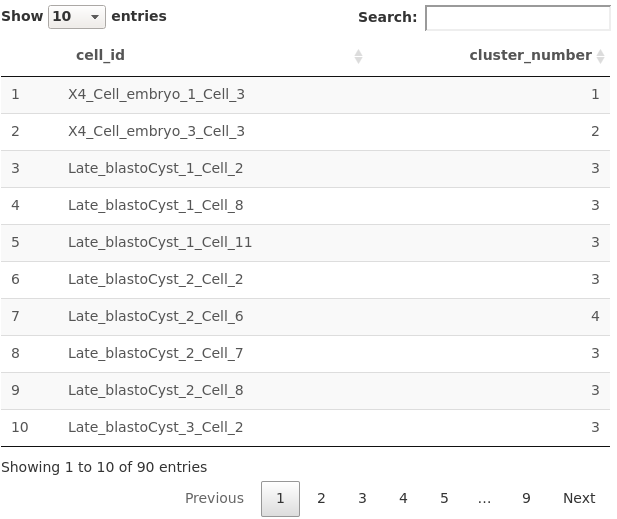 Show 10 entries Search:
cell_id cluster_number
1 X4_Cell_embryo_1_Cell_3 1
2 X4_Cell_embryo_3_Cell_3 2
3 Late_blastoCyst_1_Cell_2 3
4 Late_blastoCyst_1_Cell_8 3
5 Late_blastoCyst_1_Cell_11 3
6 Late_blastoCyst_2_Cell_2 3
7 Late_blastoCyst_2_Cell_6 4
8 Late_blastoCyst_2_Cell_7 3
9 Late_blastoCyst_2_Cell_8 3
10 Late_blastoCyst_3_Cell_2 3
Showing 1 to 10 of 90 entries
Previous 1 2 3 4 5 … 9 Next